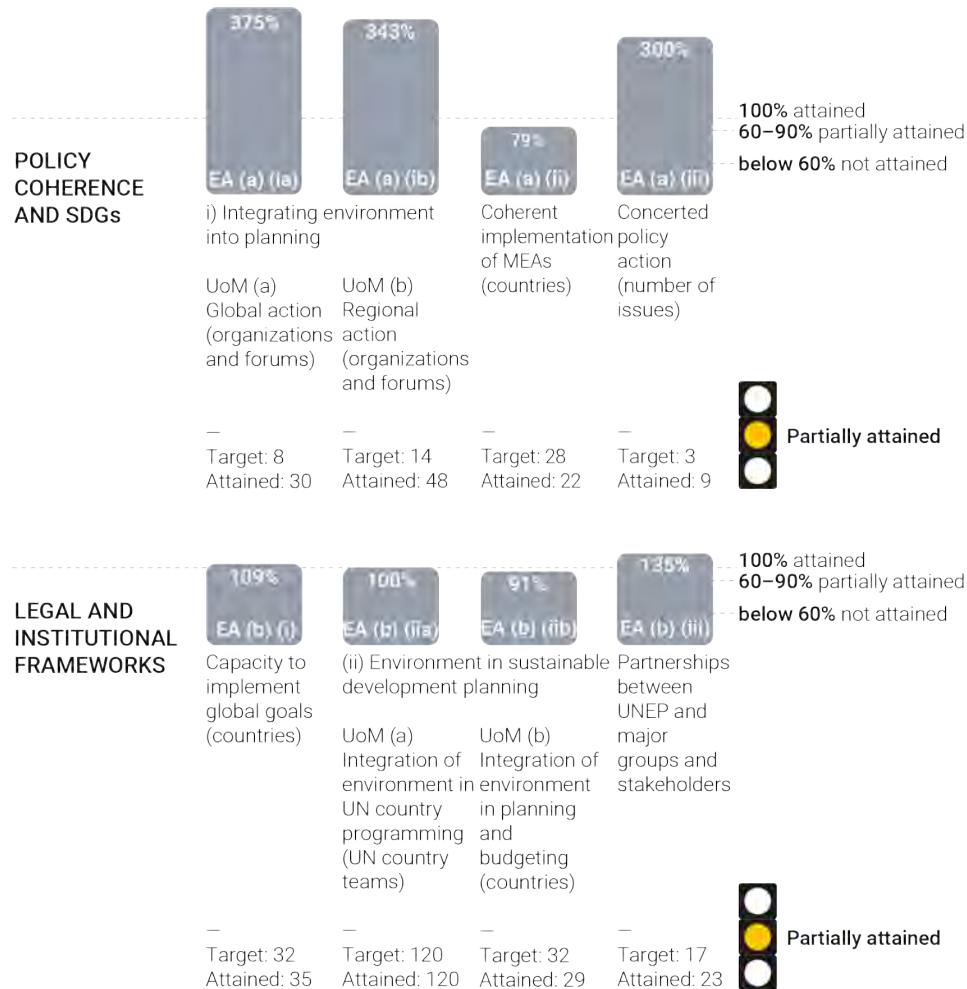 375%
343%
79%
300%
EA (a) (ia)
EA (a) (ib)
EA (a) (ii)
EA (a) (iii)
100% attained
60–90% partially attained
below 60% not attained
POLICY
COHERENCE
AND SDGs
i) Integrating environment
into planning
UoM (a)
Global action
(organizations
and forums)
UoM (b)
Regional
action
(organizations
and forums)
Coherent
implementation
of MEAs
(countries)
Concerted
policy
action
(number of
issues)
—
Target: 8
Attained: 30
—
Target: 14
Attained: 48
—
Target: 28
Attained: 22
—
Target: 3
Attained: 9
Partially attained
109%
100%
91%
135%
EA (b) (i)
EA (b) (iia)
EA (b) (iib)
EA (b) (iii)
100% attained
60–90% partially attained
below 60% not attained
LEGAL AND
INSTITUTIONAL
FRAMEWORKS
Capacity to
implement
global goals
(countries)
(ii) Environment in sustainable
development planning
UoM (a)
Integration of
environment in
UN country
programming
(UN country
teams)
UoM (b)
Integration of
environment
in planning
and
budgeting
(countries)
Partnerships
between
UNEP and
major
groups and
stakeholders
—
Target: 32
Attained: 35
—
Target: 120
Attained: 120
—
Target: 32
Attained: 29
—
Target: 17
Attained: 23
Partially attained